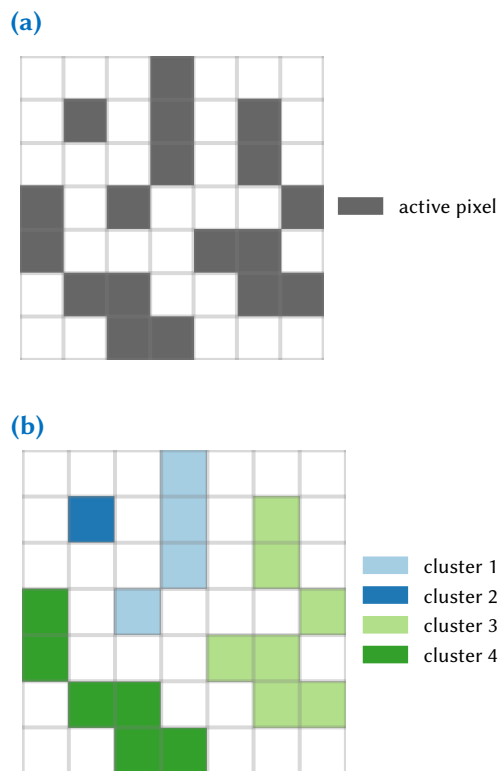 (a)
active pixel
(b)
cluster 1
cluster 2
cluster 3
cluster 4